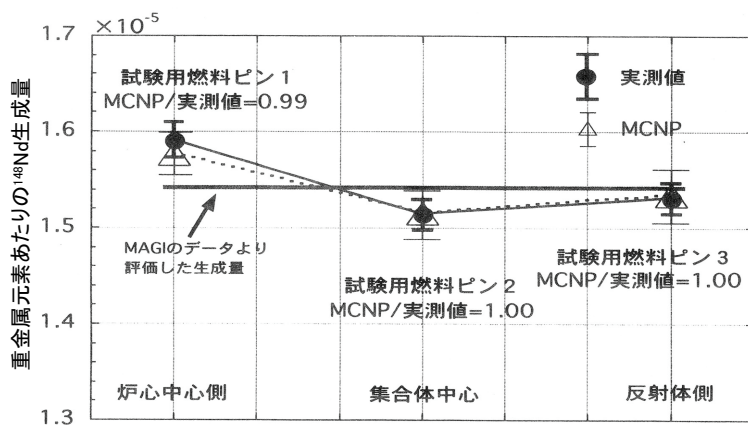 ×10-5
1.7
1.6
1.5
1.4
1.3
重金属元素あたりの148Nd生成量
試験用燃料ピン1
MCNP/実測値=0.99
実測値
MCNP
MAGIのデータより
評価した生成量
試験用燃料ピン2
MCNP/実測値=1.00
試験用燃料ピン3
MCNP/実測値=1.00
炉心中心側
集合体中心
反射体側